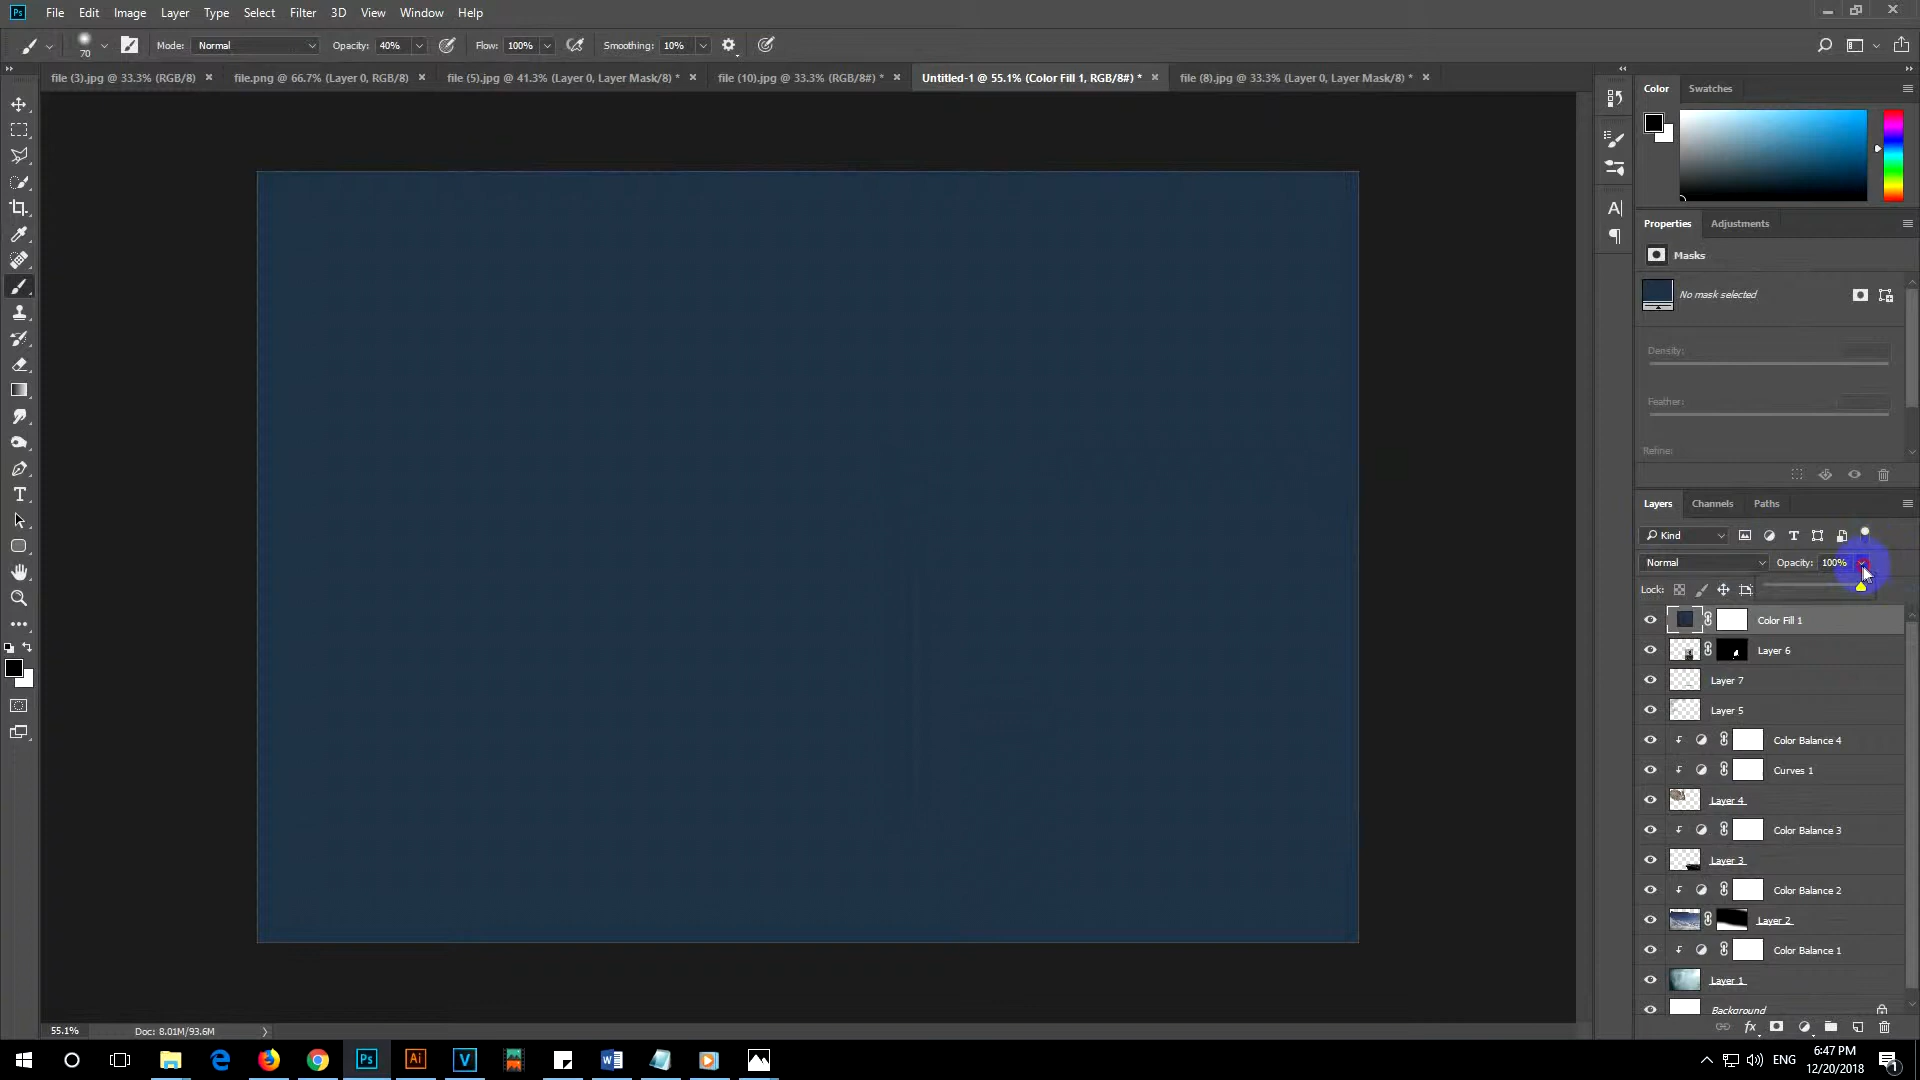 Ps File Edit Image Layer Type Select Filter 3D View Window Help
70 Mode: Normal Opacity: 40% Flow: 100% Smoothing: 10%
file (3).jpg @ 33.3% (RGB/8) × file.png @ 66.7% (Layer 0, RGB/8) × file (5).jpg @ 41.3% (Layer 0, Layer Mask/8) * × file (10).jpg @ 33.3% (RGB/8#) * × Untitled-1 @ 55.1% (Color Fill 1, RGB/8#) * × file (8).jpg @ 33.3% (Layer 0, Layer Mask/8) * ×
Color Swatches
Properties Adjustments
Masks
No mask selected
Density:
Feather:
Refine:
Layers Channels Paths
Kind
Normal Opacity: 100%
Lock:
Color Fill 1
Layer 6
Layer 7
Layer 5
Color Balance 4
Curves 1
Layer 4
Color Balance 3
Layer 3
Color Balance 2
Layer 2
Color Balance 1
Layer 1
Background
55.1% Doc: 8.01M/93.6M
ENG 6:47 PM
12/20/2018